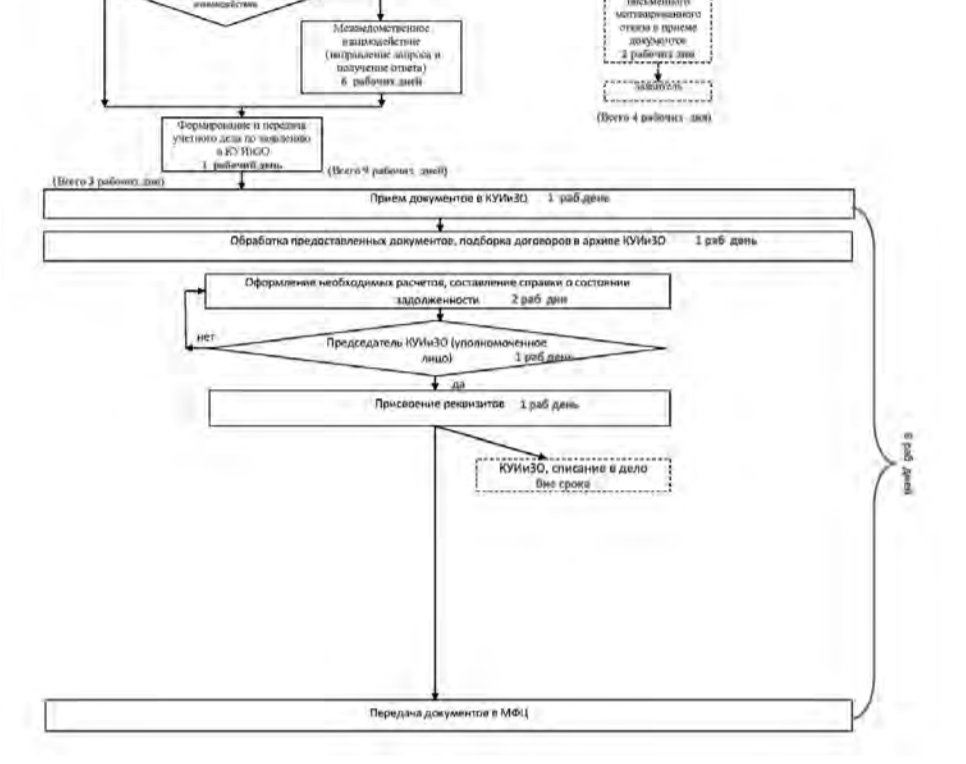 взаимодействия
Межведомственное
взаимодействие
(направление запроса и
получение ответа)
6 рабочих дней
письменного
мотивированного
отказа в приеме
документов
2 рабочих дня
заявитель
(Всего 4 рабочих дня)
Формирование и передача
учетного дела по заявлению
в КУИиЗО
1 рабочий день
(Всего 9 рабочих дней)
(Всего 3 рабочих дня)
Прием документов в КУИиЗО 1 раб.день
Обработка предоставленных документов, подборка договоров в архиве КУИиЗО 1 раб день
Оформление необходимых расчетов, составление справки о состоянии
задолженности 2 раб дня
нет
Председатель КУИиЗО (уполномоченное
лицо) 1 раб день
да
Присвоение реквизитов 1 раб день
КУИиЗО, списание в дело
вне срока
раб дней
Передача документов в МФЦ